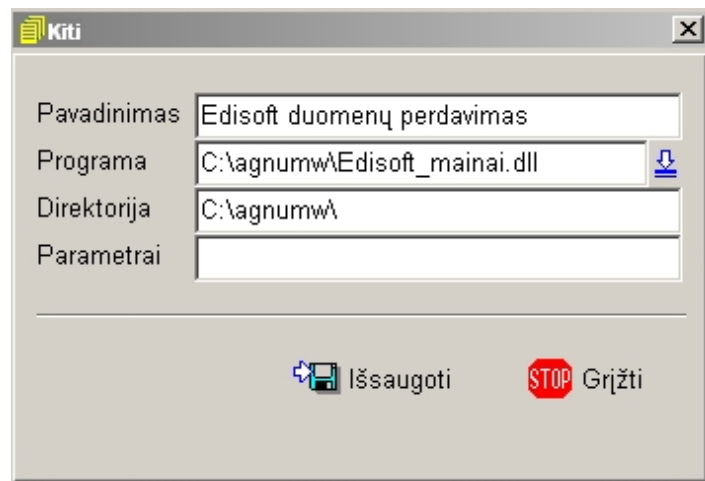 Kiti
Pavadinimas Edisoft duomenų perdavimas
Programa C:\agnumw\Edisoft_mainai.dll
Direktorija C:\agnumw\
Parametrai
Išsaugoti STOP Grįžti